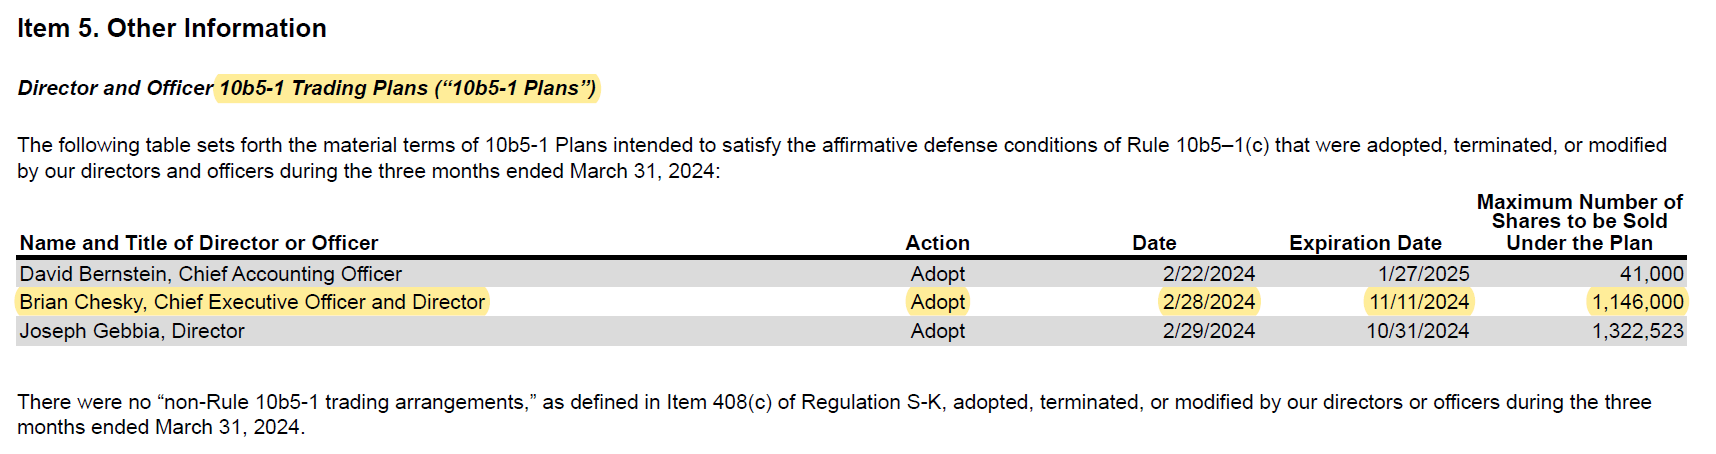 Item 5. Other Information
Director and Officer 10b5-1 Trading Plans (“10b5-1 Plans”)
The following table sets forth the material terms of 10b5-1 Plans intended to satisfy the affirmative defense conditions of Rule 10b5–1(c) that were adopted, terminated, or modified
by our directors and officers during the three months ended March 31, 2024:
Maximum Number of
Shares to be Sold
Name and Title of Director or Officer Action Date Expiration Date Under the Plan
David Bernstein, Chief Accounting Officer Adopt 2/22/2024 1/27/2025 41,000
Brian Chesky, Chief Executive Officer and Director Adopt 2/28/2024 11/11/2024 1,146,000
Joseph Gebbia, Director Adopt 2/29/2024 10/31/2024 1,322,523
There were no “non-Rule 10b5-1 trading arrangements,” as defined in Item 408(c) of Regulation S-K, adopted, terminated, or modified by our directors or officers during the three
months ended March 31, 2024.